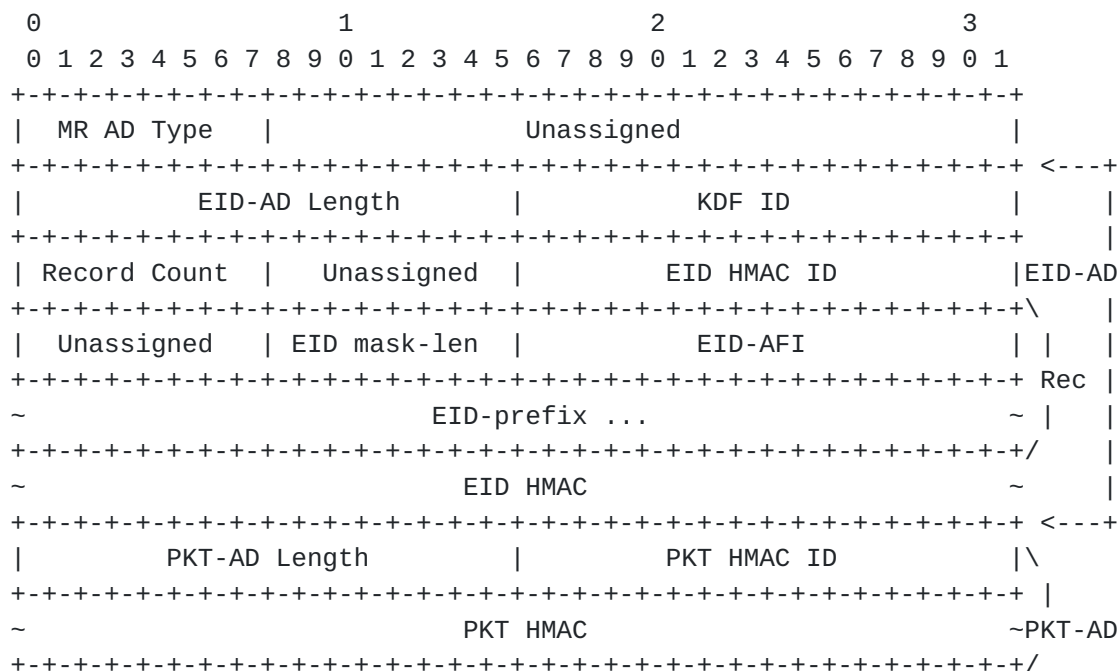 0                   1                   2                   3
 0 1 2 3 4 5 6 7 8 9 0 1 2 3 4 5 6 7 8 9 0 1 2 3 4 5 6 7 8 9 0 1
+-+-+-+-+-+-+-+-+-+-+-+-+-+-+-+-+-+-+-+-+-+-+-+-+-+-+-+-+-+-+-+-+
|  MR AD Type   |                Unassigned                     |
+-+-+-+-+-+-+-+-+-+-+-+-+-+-+-+-+-+-+-+-+-+-+-+-+-+-+-+-+-+-+-+-+ <---+
|           EID-AD Length       |           KDF ID              |     |
+-+-+-+-+-+-+-+-+-+-+-+-+-+-+-+-+-+-+-+-+-+-+-+-+-+-+-+-+-+-+-+-+     |
| Record Count  |   Unassigned  |         EID HMAC ID           |EID-AD
+-+-+-+-+-+-+-+-+-+-+-+-+-+-+-+-+-+-+-+-+-+-+-+-+-+-+-+-+-+-+-+-+\    |
|  Unassigned   | EID mask-len  |           EID-AFI             | |   |
+-+-+-+-+-+-+-+-+-+-+-+-+-+-+-+-+-+-+-+-+-+-+-+-+-+-+-+-+-+-+-+-+ Rec |
~                          EID-prefix ...                       ~ |   |
+-+-+-+-+-+-+-+-+-+-+-+-+-+-+-+-+-+-+-+-+-+-+-+-+-+-+-+-+-+-+-+-+/    |
~                            EID HMAC                           ~     |
+-+-+-+-+-+-+-+-+-+-+-+-+-+-+-+-+-+-+-+-+-+-+-+-+-+-+-+-+-+-+-+-+ <---+
|         PKT-AD Length         |         PKT HMAC ID           |\
+-+-+-+-+-+-+-+-+-+-+-+-+-+-+-+-+-+-+-+-+-+-+-+-+-+-+-+-+-+-+-+-+ |
~                            PKT HMAC                           ~PKT-AD
+-+-+-+-+-+-+-+-+-+-+-+-+-+-+-+-+-+-+-+-+-+-+-+-+-+-+-+-+-+-+-+-+/